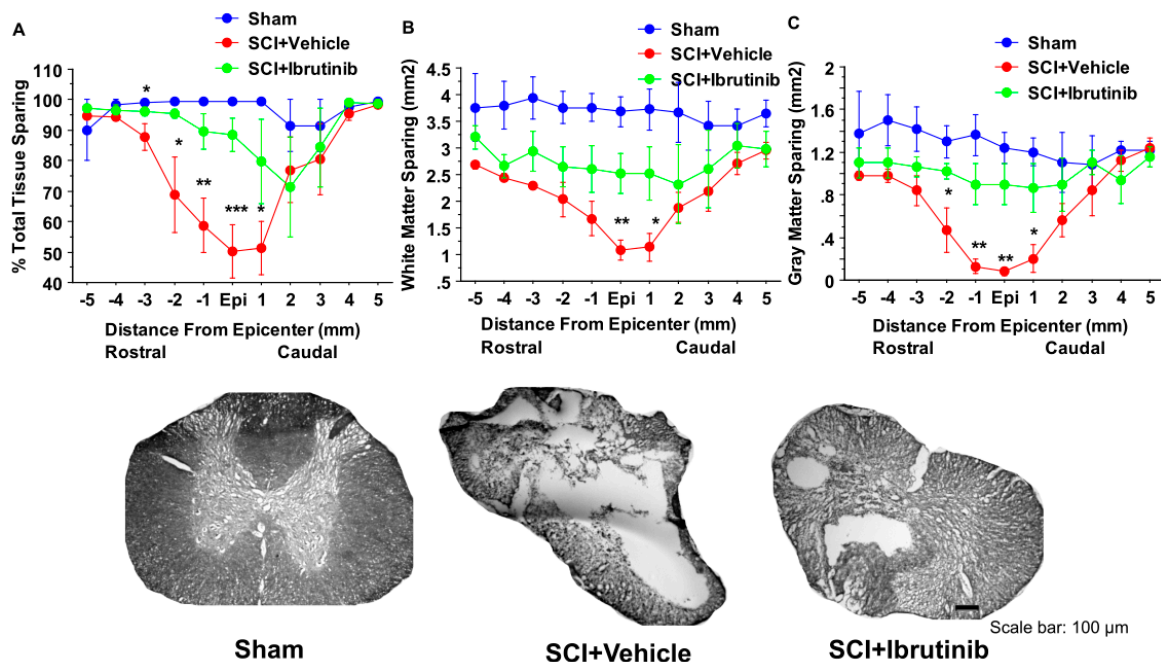 A
Sham
SCI+Vehicle
SCI+Ibrutinib
% Total Tissue Sparing
110
100
90
80
70
60
50
40
*
*
**
***
*
-5 -4 -3 -2 -1 Epi 1 2 3 4 5
Distance From Epicenter (mm)
Rostral Caudal
B
Sham
SCI+Vehicle
SCI+Ibrutinib
White Matter Sparing (mm2)
4.5
4
3.5
3
2.5
2
1.5
1
.5
**
*
-5 -4 -3 -2 -1 Epi 1 2 3 4 5
Distance From Epicenter (mm)
Rostral Caudal
C
Sham
SCI+Vehicle
SCI+Ibrutinib
Gray Matter Sparing (mm2)
2
1.6
1.2
.8
.4
0
*
**
**
*
-5 -4 -3 -2 -1 Epi 1 2 3 4 5
Distance From Epicenter (mm)
Rostral Caudal
Sham
SCI+Vehicle
SCI+Ibrutinib
Scale bar: 100 µm